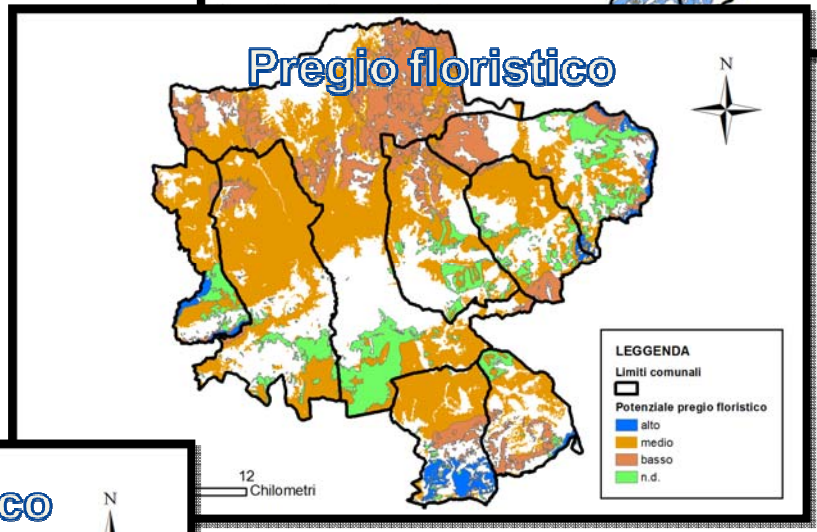 Pregio floristico
N
LEGGENDA
Limiti comunali
Potenziale pregio floristico
alto
medio
basso
n.d.
12
Chilometri
co
N